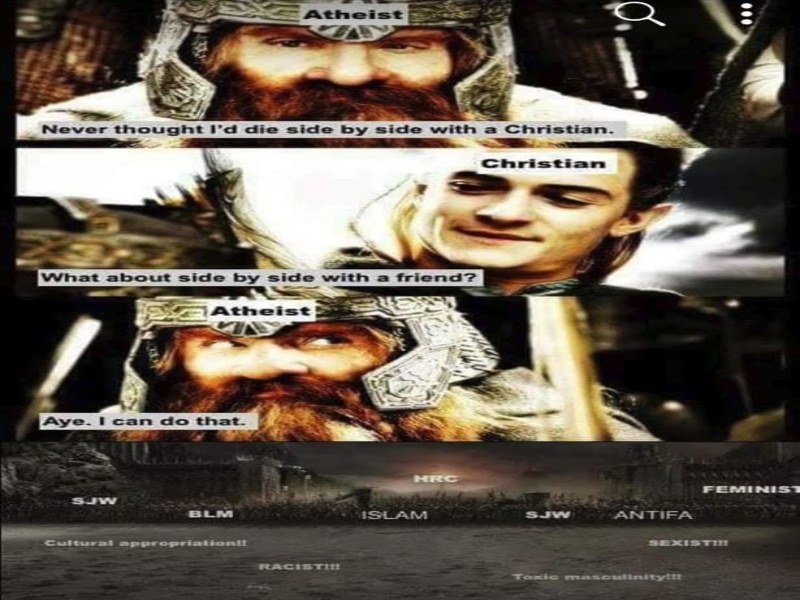 Atheist
Never thought I'd die side by side with a Christian.
Christian
What about side by side with a friend?
Atheist
Aye. I can do that.
HRC
SJW
FEMINIST
BLM
ISLAM
SJW
ANTIFA
Cultural appropriation!!
SEXIST!!!
RACIST!!!
Toxic masculinity!!!